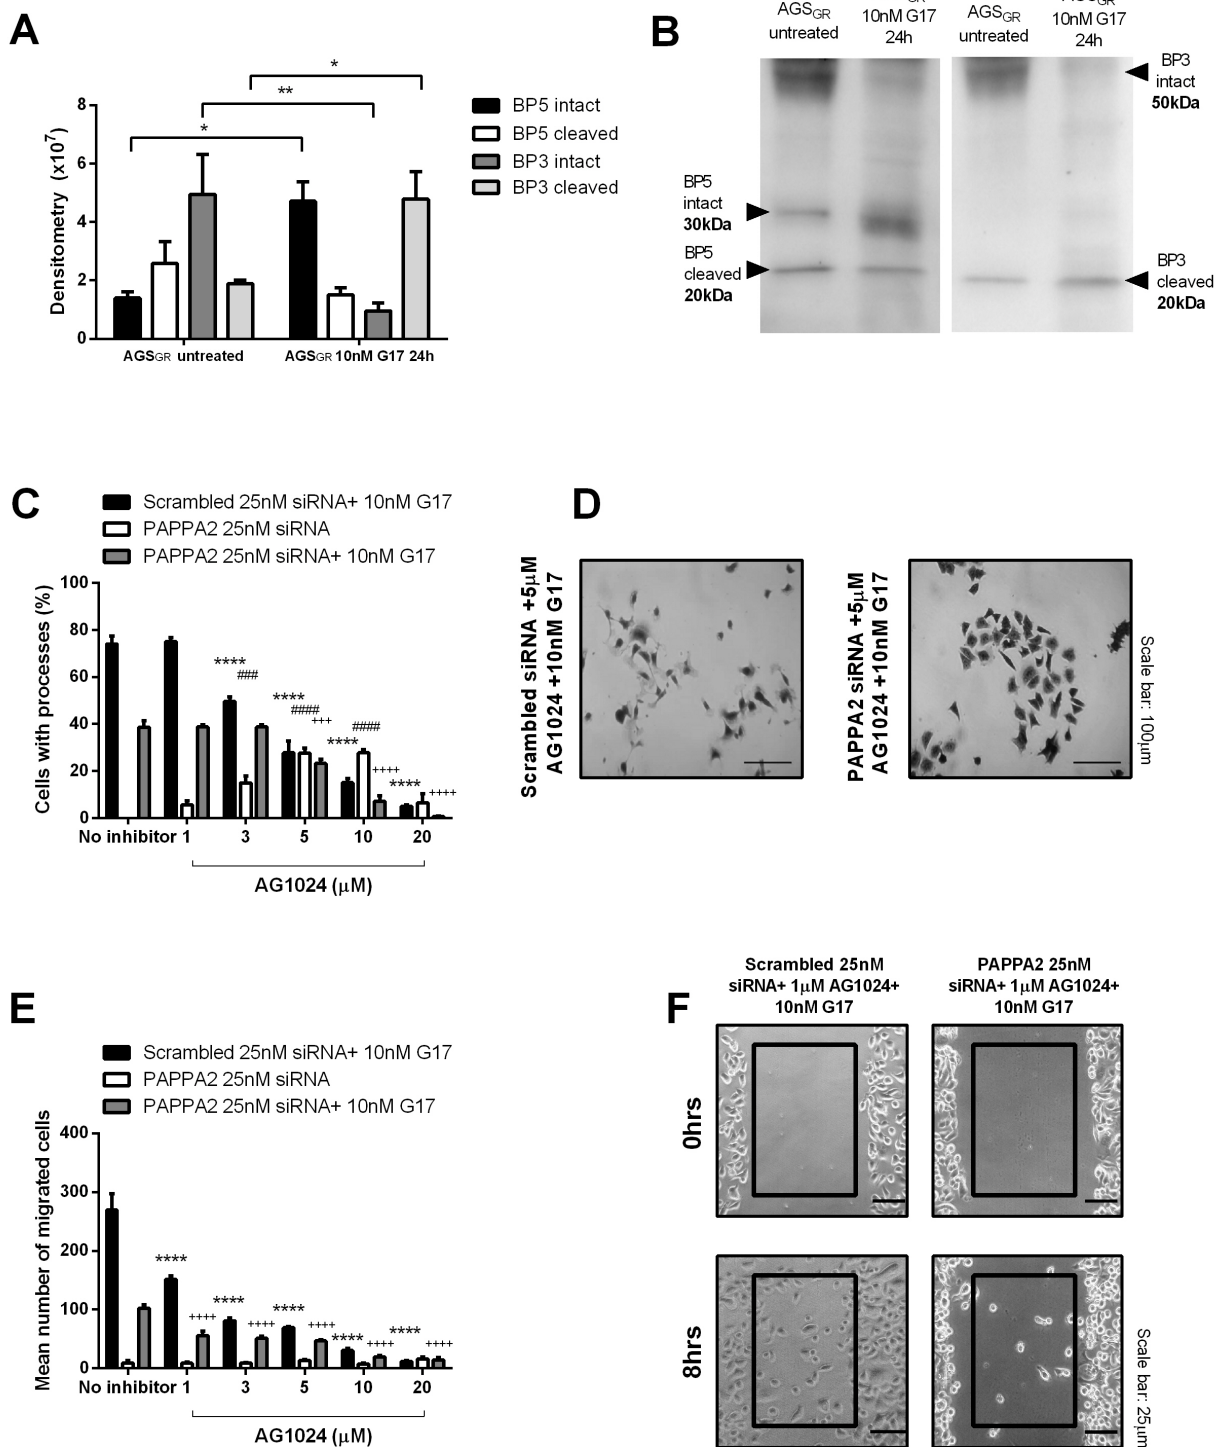 A
*
**
*
8
6
4
2
0
Densitometry (x10⁷)
AGSGR untreated
AGSGR 10nM G17 24h
BP5 intact
BP5 cleaved
BP3 intact
BP3 cleaved
B
AGSGR
untreated
10nM G17
24h
AGSGR
untreated
10nM G17
24h
BP5
intact
30kDa
BP5
cleaved
20kDa
BP3
intact
50kDa
BP3
cleaved
20kDa
C
Scrambled 25nM siRNA+ 10nM G17
PAPPA2 25nM siRNA
PAPPA2 25nM siRNA+ 10nM G17
100
80
60
40
20
0
Cells with processes (%)
****
###
****
####
+++
****
####
++++
****
++++
No inhibitor 1 3 5 10 20
AG1024 (µM)
D
Scrambled siRNA +5µM
AG1024 +10nM G17
PAPPA2 siRNA +5µM
AG1024 +10nM G17
Scale bar: 100µm
E
Scrambled 25nM siRNA+ 10nM G17
PAPPA2 25nM siRNA
PAPPA2 25nM siRNA+ 10nM G17
400
300
200
100
0
Mean number of migrated cells
****
++++
****
++++
****
++++
****
++++
****
++++
No inhibitor 1 3 5 10 20
AG1024 (µM)
F
Scrambled 25nM
siRNA+ 1µM AG1024+
10nM G17
PAPPA2 25nM
siRNA+ 1µM AG1024+
10nM G17
0hrs
8hrs
Scale bar: 25µm